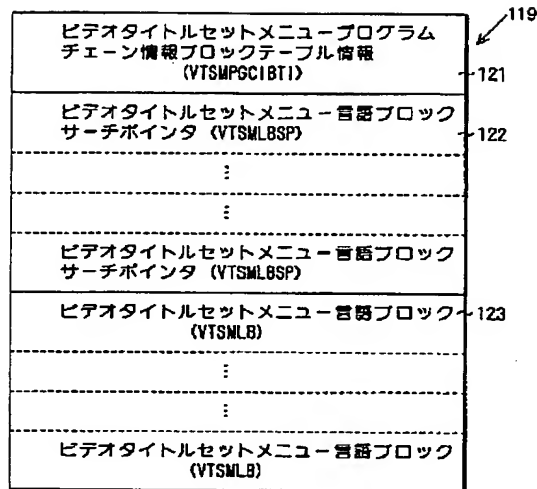 119
ビデオタイトルセットメニュープログラム
チェーン情報ブロックテーブル情報
(VTSMPGCIBTI)
121
ビデオタイトルセットメニュー言語ブロック
サーチポインタ (VTSMLBSP)
122
⋮
⋮
ビデオタイトルセットメニュー言語ブロック
サーチポインタ (VTSMLBSP)
ビデオタイトルセットメニュー言語ブロック
123
(VTSMLB)
⋮
⋮
ビデオタイトルセットメニュー言語ブロック
(VTSMLB)